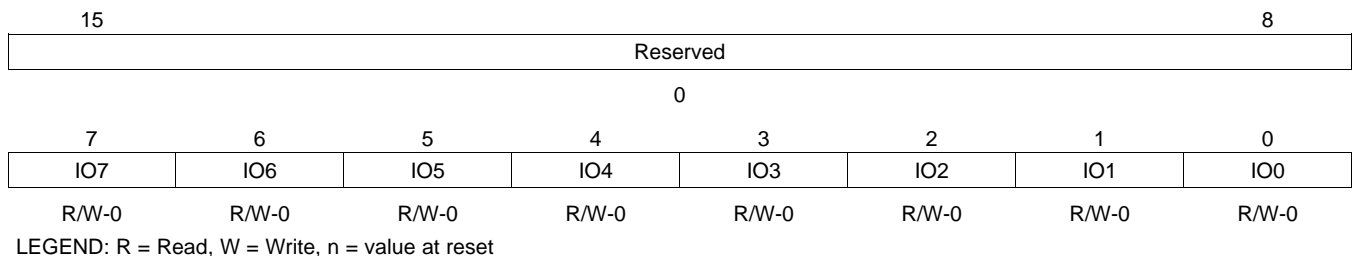 15 8
Reserved
0
7 6 5 4 3 2 1 0
IO7 IO6 IO5 IO4 IO3 IO2 IO1 IO0
R/W-0 R/W-0 R/W-0 R/W-0 R/W-0 R/W-0 R/W-0 R/W-0
LEGEND: R = Read, W = Write, n = value at reset